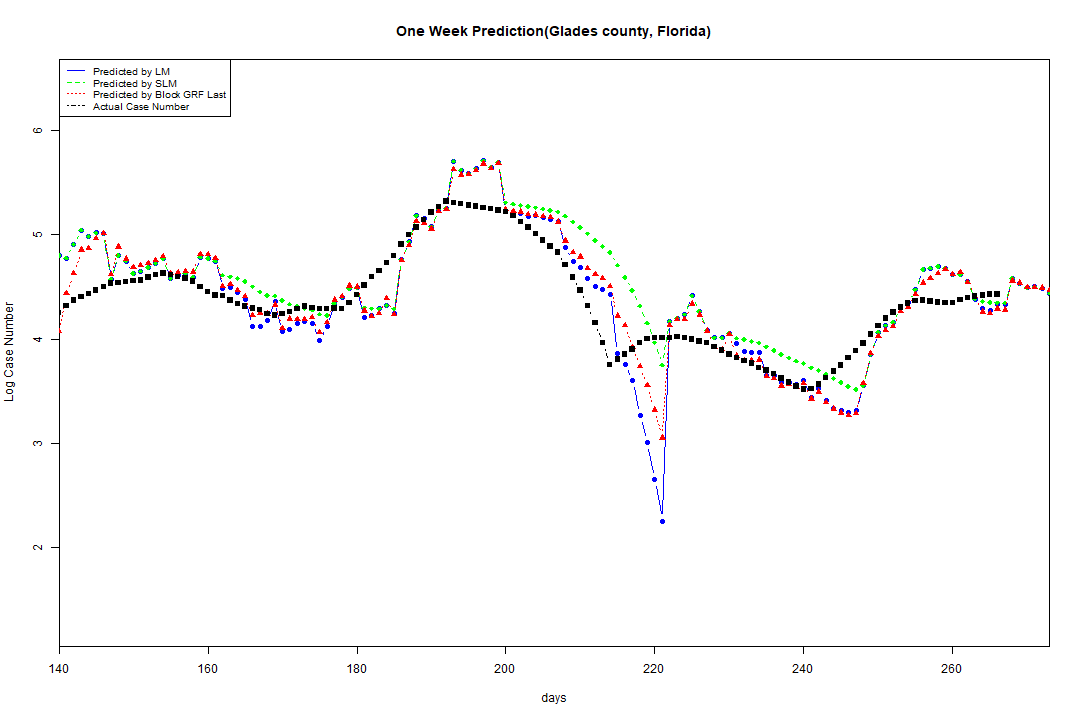 One Week Prediction(Glades county, Florida)
Predicted by LM
Predicted by SLM
Predicted by Block GRF Last
Actual Case Number
6
5
4
3
2
Log Case Number
140 160 180 200 220 240 260
days